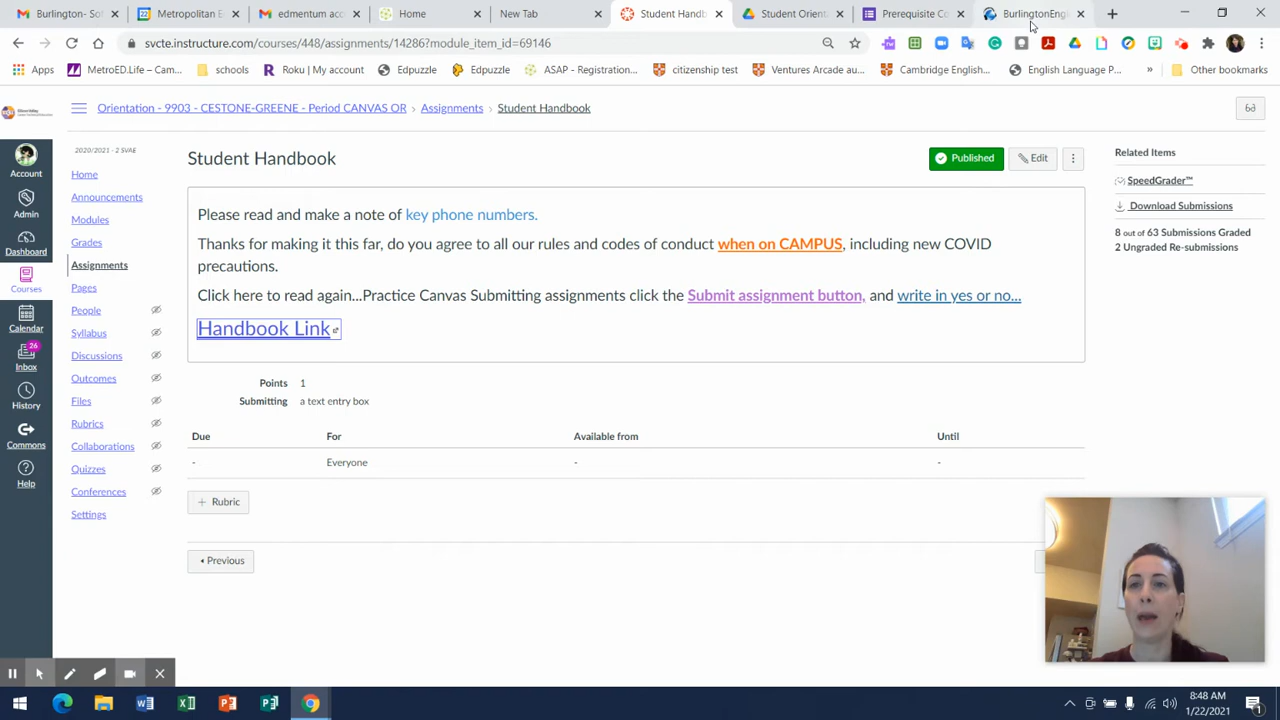 Burlington-Sof
Metropolitan E
edmentum acc
Home
New Tab
Student Handb
Student Orient
Prerequisite Co
BurlingtonEngl
svcte.instructure.com/courses/448/assignments/14286?module_item_id=69146
Apps
MetroED.Life – Cam...
schools
Roku | My account
Edpuzzle
Edpuzzle
ASAP - Registratio...
citizenship test
Ventures Arcade au...
Cambridge English...
English Language P...
»
Other bookmarks
Orientation - 9903 - CESTONE-GREENE - Period CANVAS OR › Assignments › Student Handbook
2020/2021 - 2 SVAE
Account
Admin
Dashboard
Courses
Calendar
26
Inbox
History
Commons
Help
Home
Announcements
Modules
Grades
Assignments
Pages
People
Syllabus
Discussions
Outcomes
Files
Rubrics
Collaborations
Quizzes
Conferences
Settings
Student Handbook
Published
Edit
Please read and make a note of key phone numbers.
Thanks for making it this far, do you agree to all our rules and codes of conduct when on CAMPUS, including new COVID
precautions.
Click here to read again...Practice Canvas Submitting assignments click the Submit assignment button, and write in yes or no...
Handbook Link
Points 1
Submitting a text entry box
Due For Available from Until
- Everyone - -
+ Rubric
◂ Previous
Related Items
SpeedGrader™
Download Submissions
8 out of 63 Submissions Graded
2 Ungraded Re-submissions
8:48 AM
1/22/2021
1